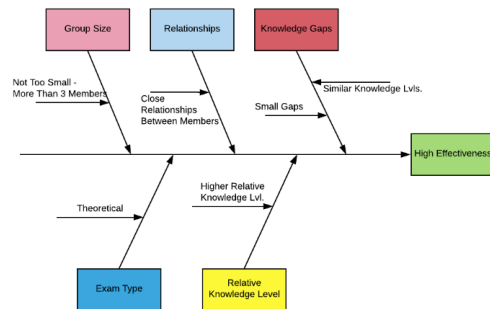 Group Size
Relationships
Knowledge Gaps
Not Too Small -
More Than 3 Members
Close
Relationships
Between Members
Similar Knowledge Lvls.
Small Gaps
High Effectiveness
Theoretical
Higher Relative
Knowledge Lvl.
Exam Type
Relative
Knowledge Level